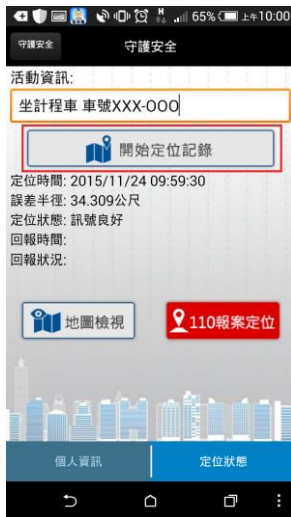 65% 上午10:00
守護安全 守護安全
活動資訊:
坐計程車 車號XXX-OOO
開始定位記錄
定位時間: 2015/11/24 09:59:30
誤差半徑: 34.309公尺
定位狀態: 訊號良好
回報時間:
回報狀況:
地圖檢視 110報案定位
個人資訊 定位狀態